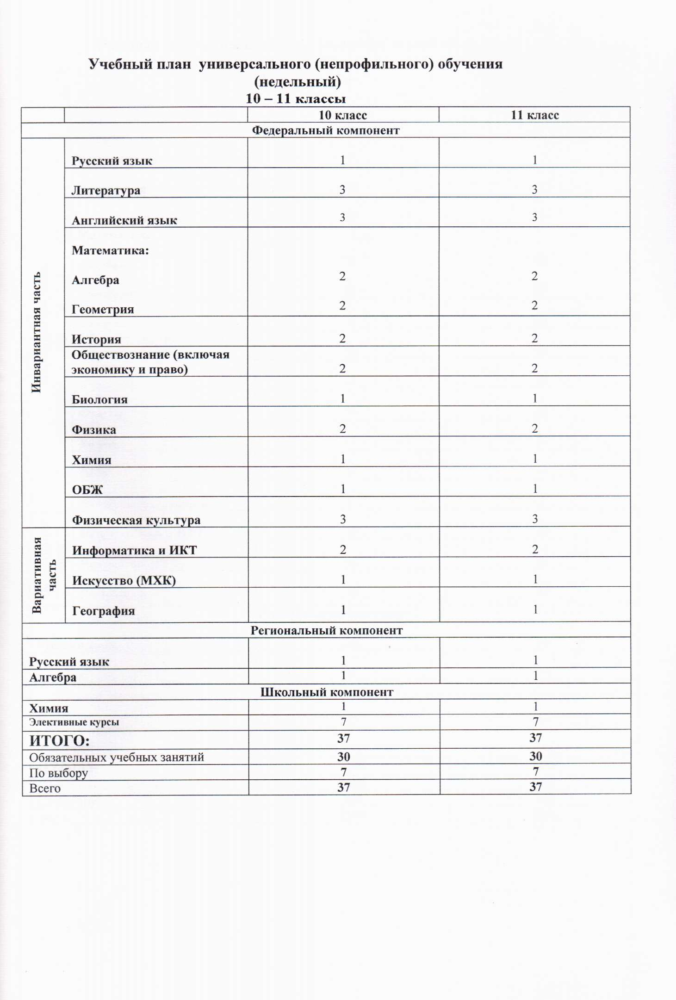 Учебный план универсального (непрофильного) обучения
(недельный)
10 – 11 классы
10 класс 11 класс
Федеральный компонент
Инвариантная часть
Русский язык 1 1
Литература 3 3
Английский язык 3 3
Математика:
Алгебра 2 2
Геометрия 2 2
История 2 2
Обществознание (включая
экономику и право) 2 2
Биология 1 1
Физика 2 2
Химия 1 1
ОБЖ 1 1
Физическая культура 3 3
Вариативная
часть
Информатика и ИКТ 2 2
Искусство (МХК) 1 1
География 1 1
Региональный компонент
Русский язык 1 1
Алгебра 1 1
Школьный компонент
Химия 1 1
Элективные курсы 7 7
ИТОГО: 37 37
Обязательных учебных занятий 30 30
По выбору 7 7
Всего 37 37